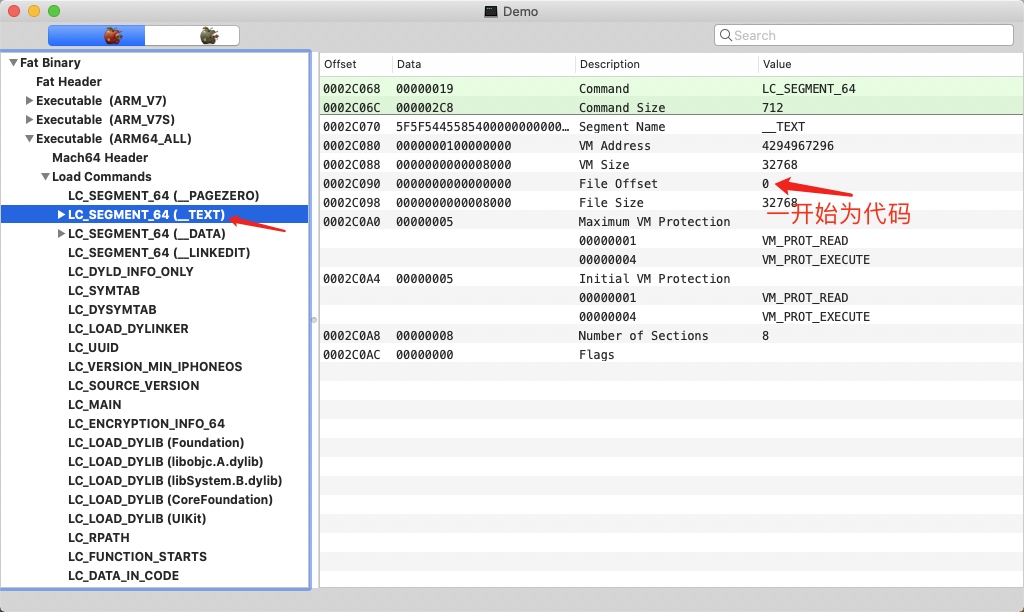 Demo
Search
Fat Binary
Fat Header
Executable (ARM_V7)
Executable (ARM_V7S)
Executable (ARM64_ALL)
Mach64 Header
Load Commands
LC_SEGMENT_64 (__PAGEZERO)
LC_SEGMENT_64 (__TEXT)
LC_SEGMENT_64 (__DATA)
LC_SEGMENT_64 (__LINKEDIT)
LC_DYLD_INFO_ONLY
LC_SYMTAB
LC_DYSYMTAB
LC_LOAD_DYLINKER
LC_UUID
LC_VERSION_MIN_IPHONEOS
LC_SOURCE_VERSION
LC_MAIN
LC_ENCRYPTION_INFO_64
LC_LOAD_DYLIB (Foundation)
LC_LOAD_DYLIB (libobjc.A.dylib)
LC_LOAD_DYLIB (libSystem.B.dylib)
LC_LOAD_DYLIB (CoreFoundation)
LC_LOAD_DYLIB (UIKit)
LC_RPATH
LC_FUNCTION_STARTS
LC_DATA_IN_CODE
Offset Data Description Value
0002C068 00000019 Command LC_SEGMENT_64
0002C06C 000002C8 Command Size 712
0002C070 5F5F5445585400000000000… Segment Name __TEXT
0002C080 0000000100000000 VM Address 4294967296
0002C088 0000000000008000 VM Size 32768
0002C090 0000000000000000 File Offset 0
0002C098 0000000000008000 File Size 32768
一开始为代码
0002C0A0 00000005 Maximum VM Protection
00000001 VM_PROT_READ
00000004 VM_PROT_EXECUTE
0002C0A4 00000005 Initial VM Protection
00000001 VM_PROT_READ
00000004 VM_PROT_EXECUTE
0002C0A8 00000008 Number of Sections 8
0002C0AC 00000000 Flags